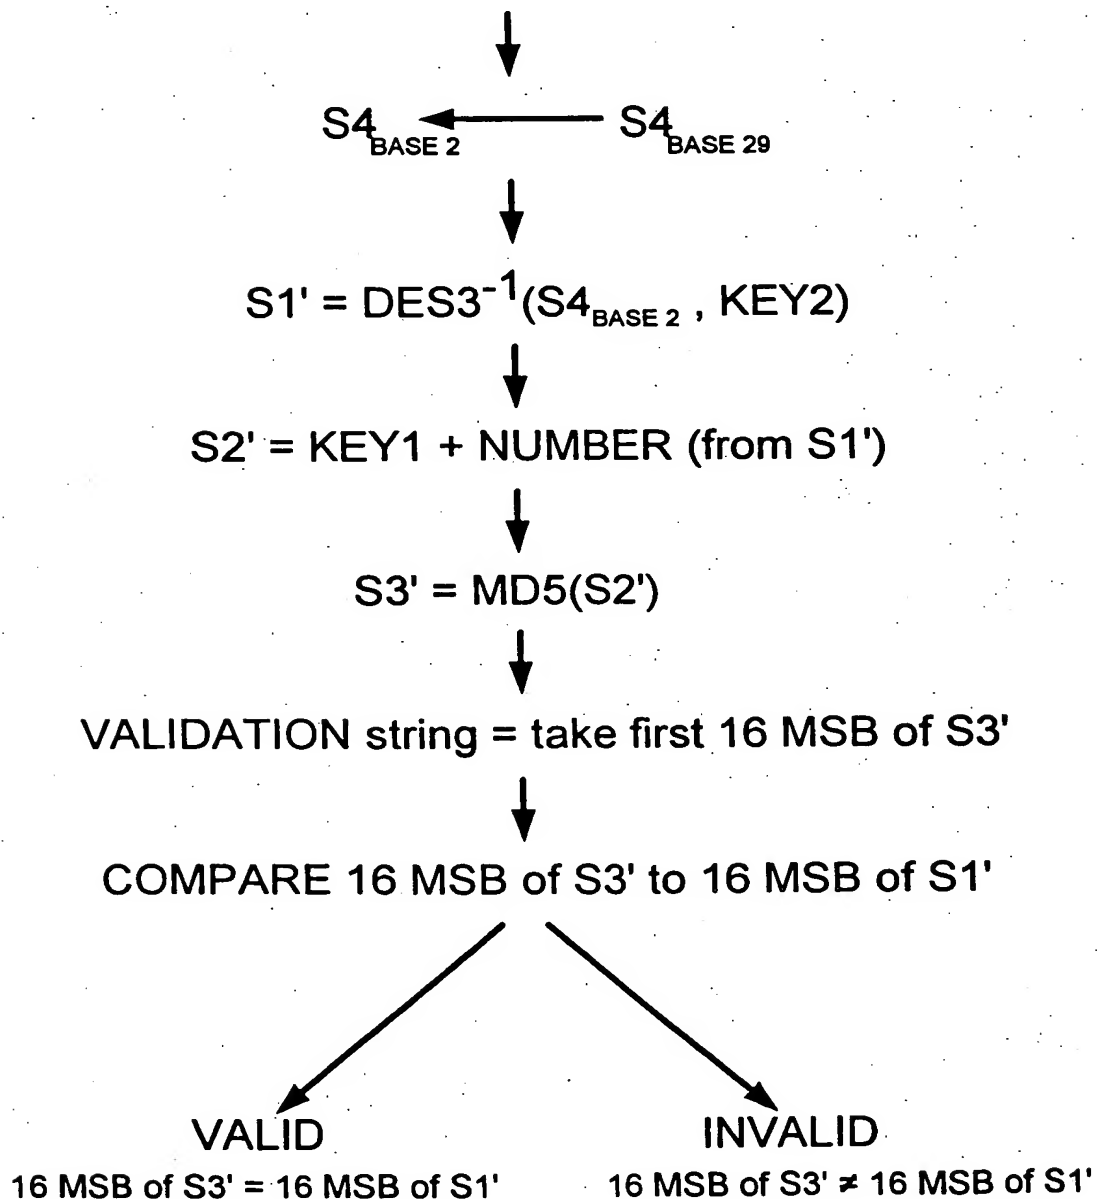 S4BASE 2 S4BASE 29
S1' = DES3-1(S4BASE 2 , KEY2)
S2' = KEY1 + NUMBER (from S1')
S3' = MD5(S2')
VALIDATION string = take first 16 MSB of S3'
COMPARE 16 MSB of S3' to 16 MSB of S1'
VALID INVALID
16 MSB of S3' = 16 MSB of S1' 16 MSB of S3' ≠ 16 MSB of S1'